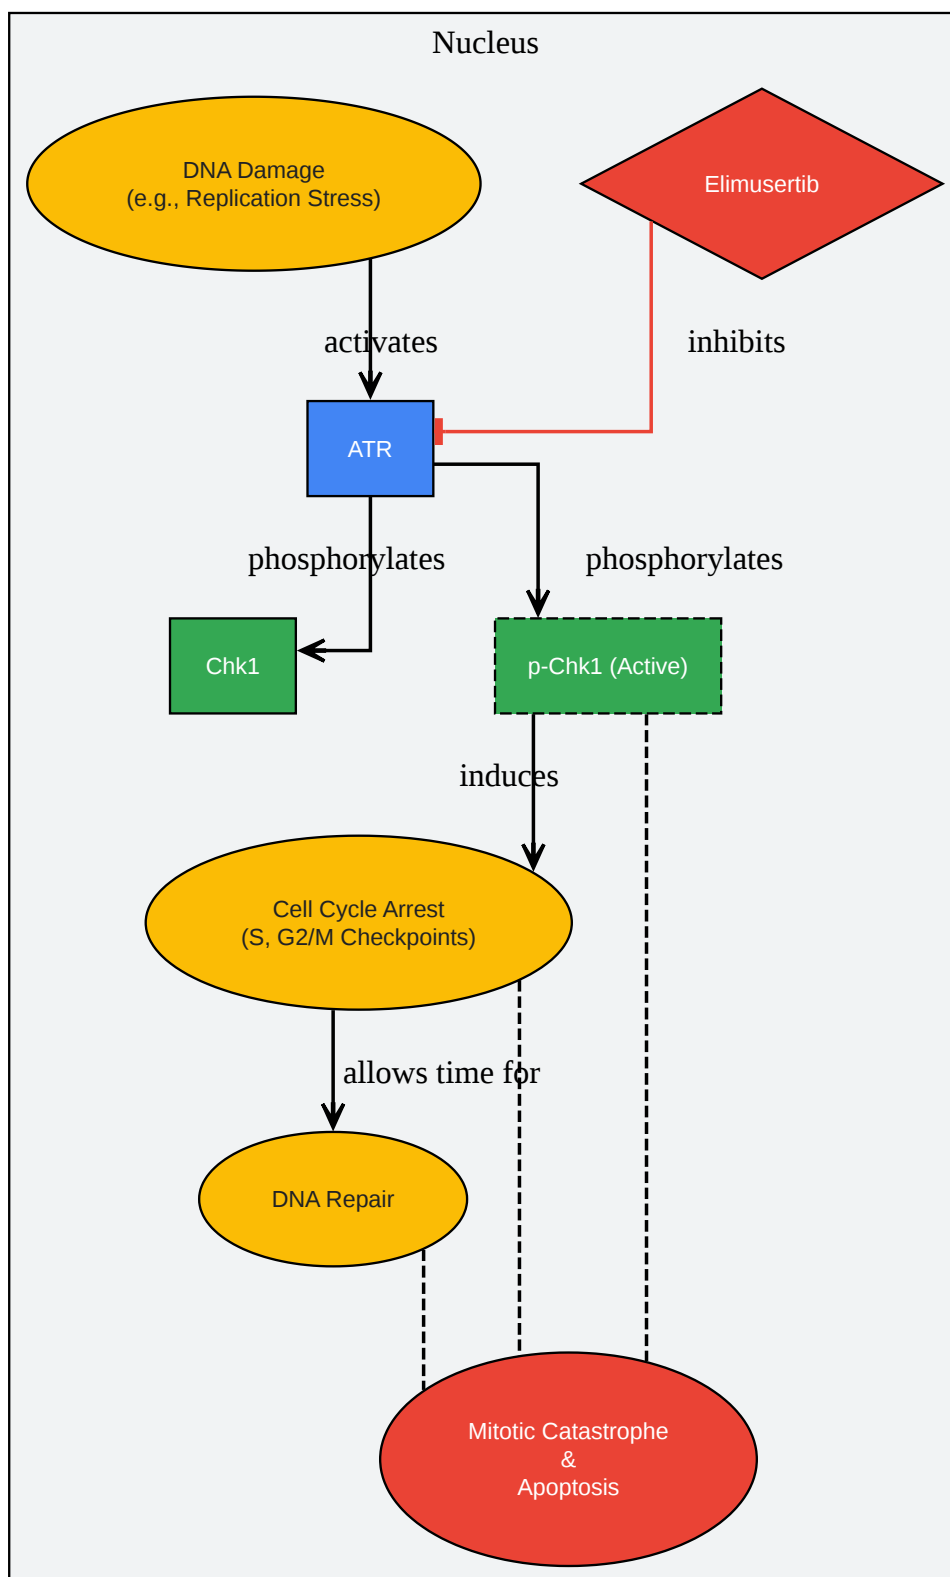 Nucleus
DNA Damage
(e.g., Replication Stress)
Elimusertib
activates
inhibits
ATR
phosphorylates
phosphorylates
Chk1
p-Chk1 (Active)
induces
Cell Cycle Arrest
(S, G2/M Checkpoints)
allows time for
DNA Repair
Mitotic Catastrophe
&
Apoptosis